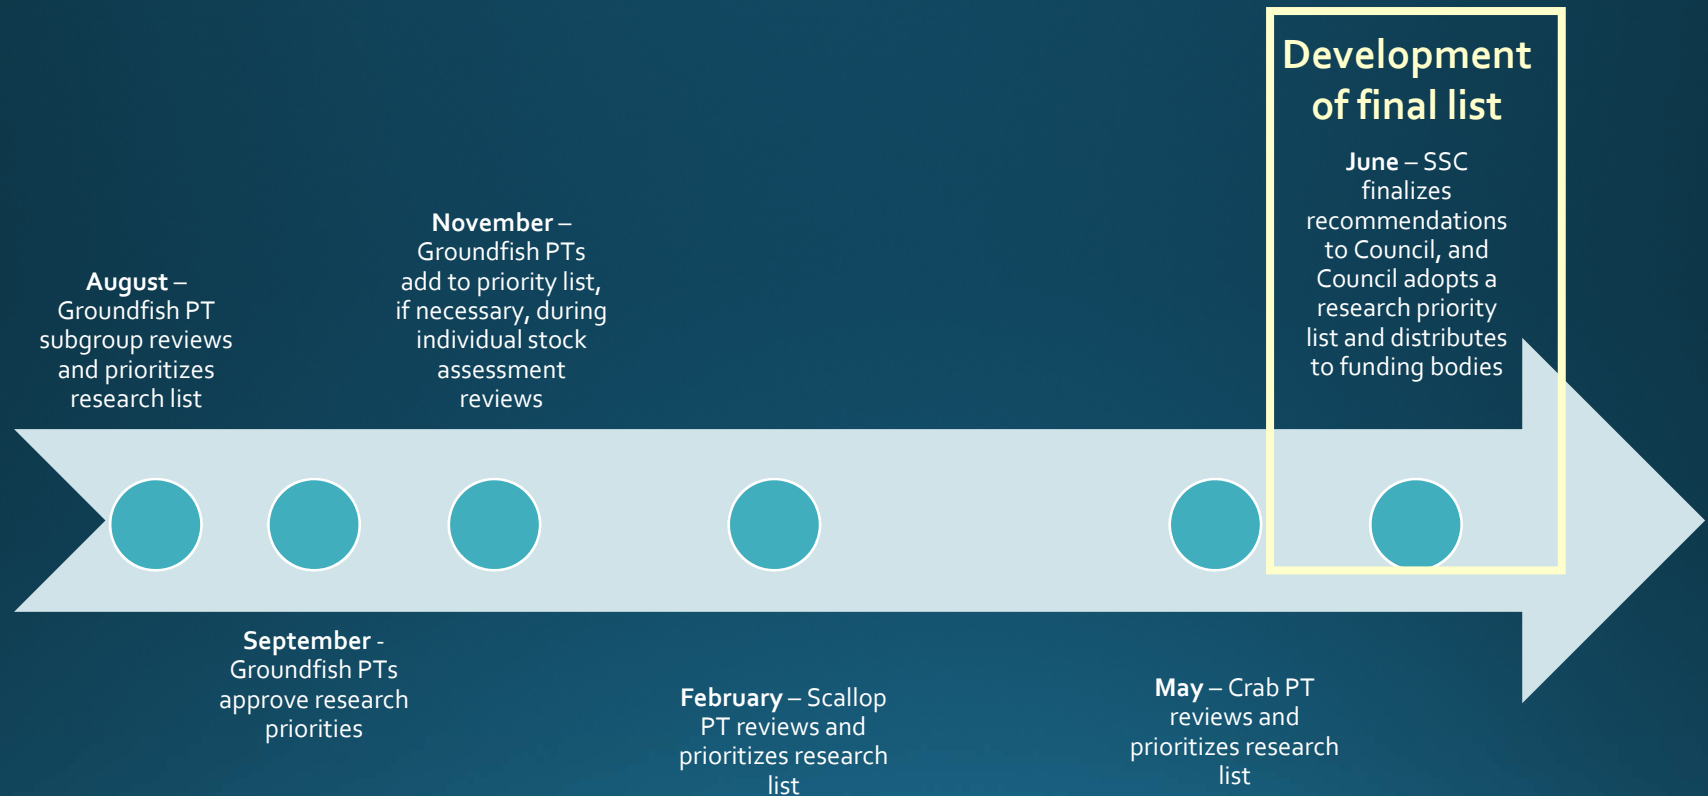 Development
of final list
June – SSC
finalizes
recommendations
to Council, and
Council adopts a
research priority
list and distributes
to funding bodies
November –
Groundfish PTs
add to priority list,
if necessary, during
individual stock
assessment
reviews
August –
Groundfish PT
subgroup reviews
and prioritizes
research list
September -
Groundfish PTs
approve research
priorities
February – Scallop
PT reviews and
prioritizes research
list
May – Crab PT
reviews and
prioritizes research
list